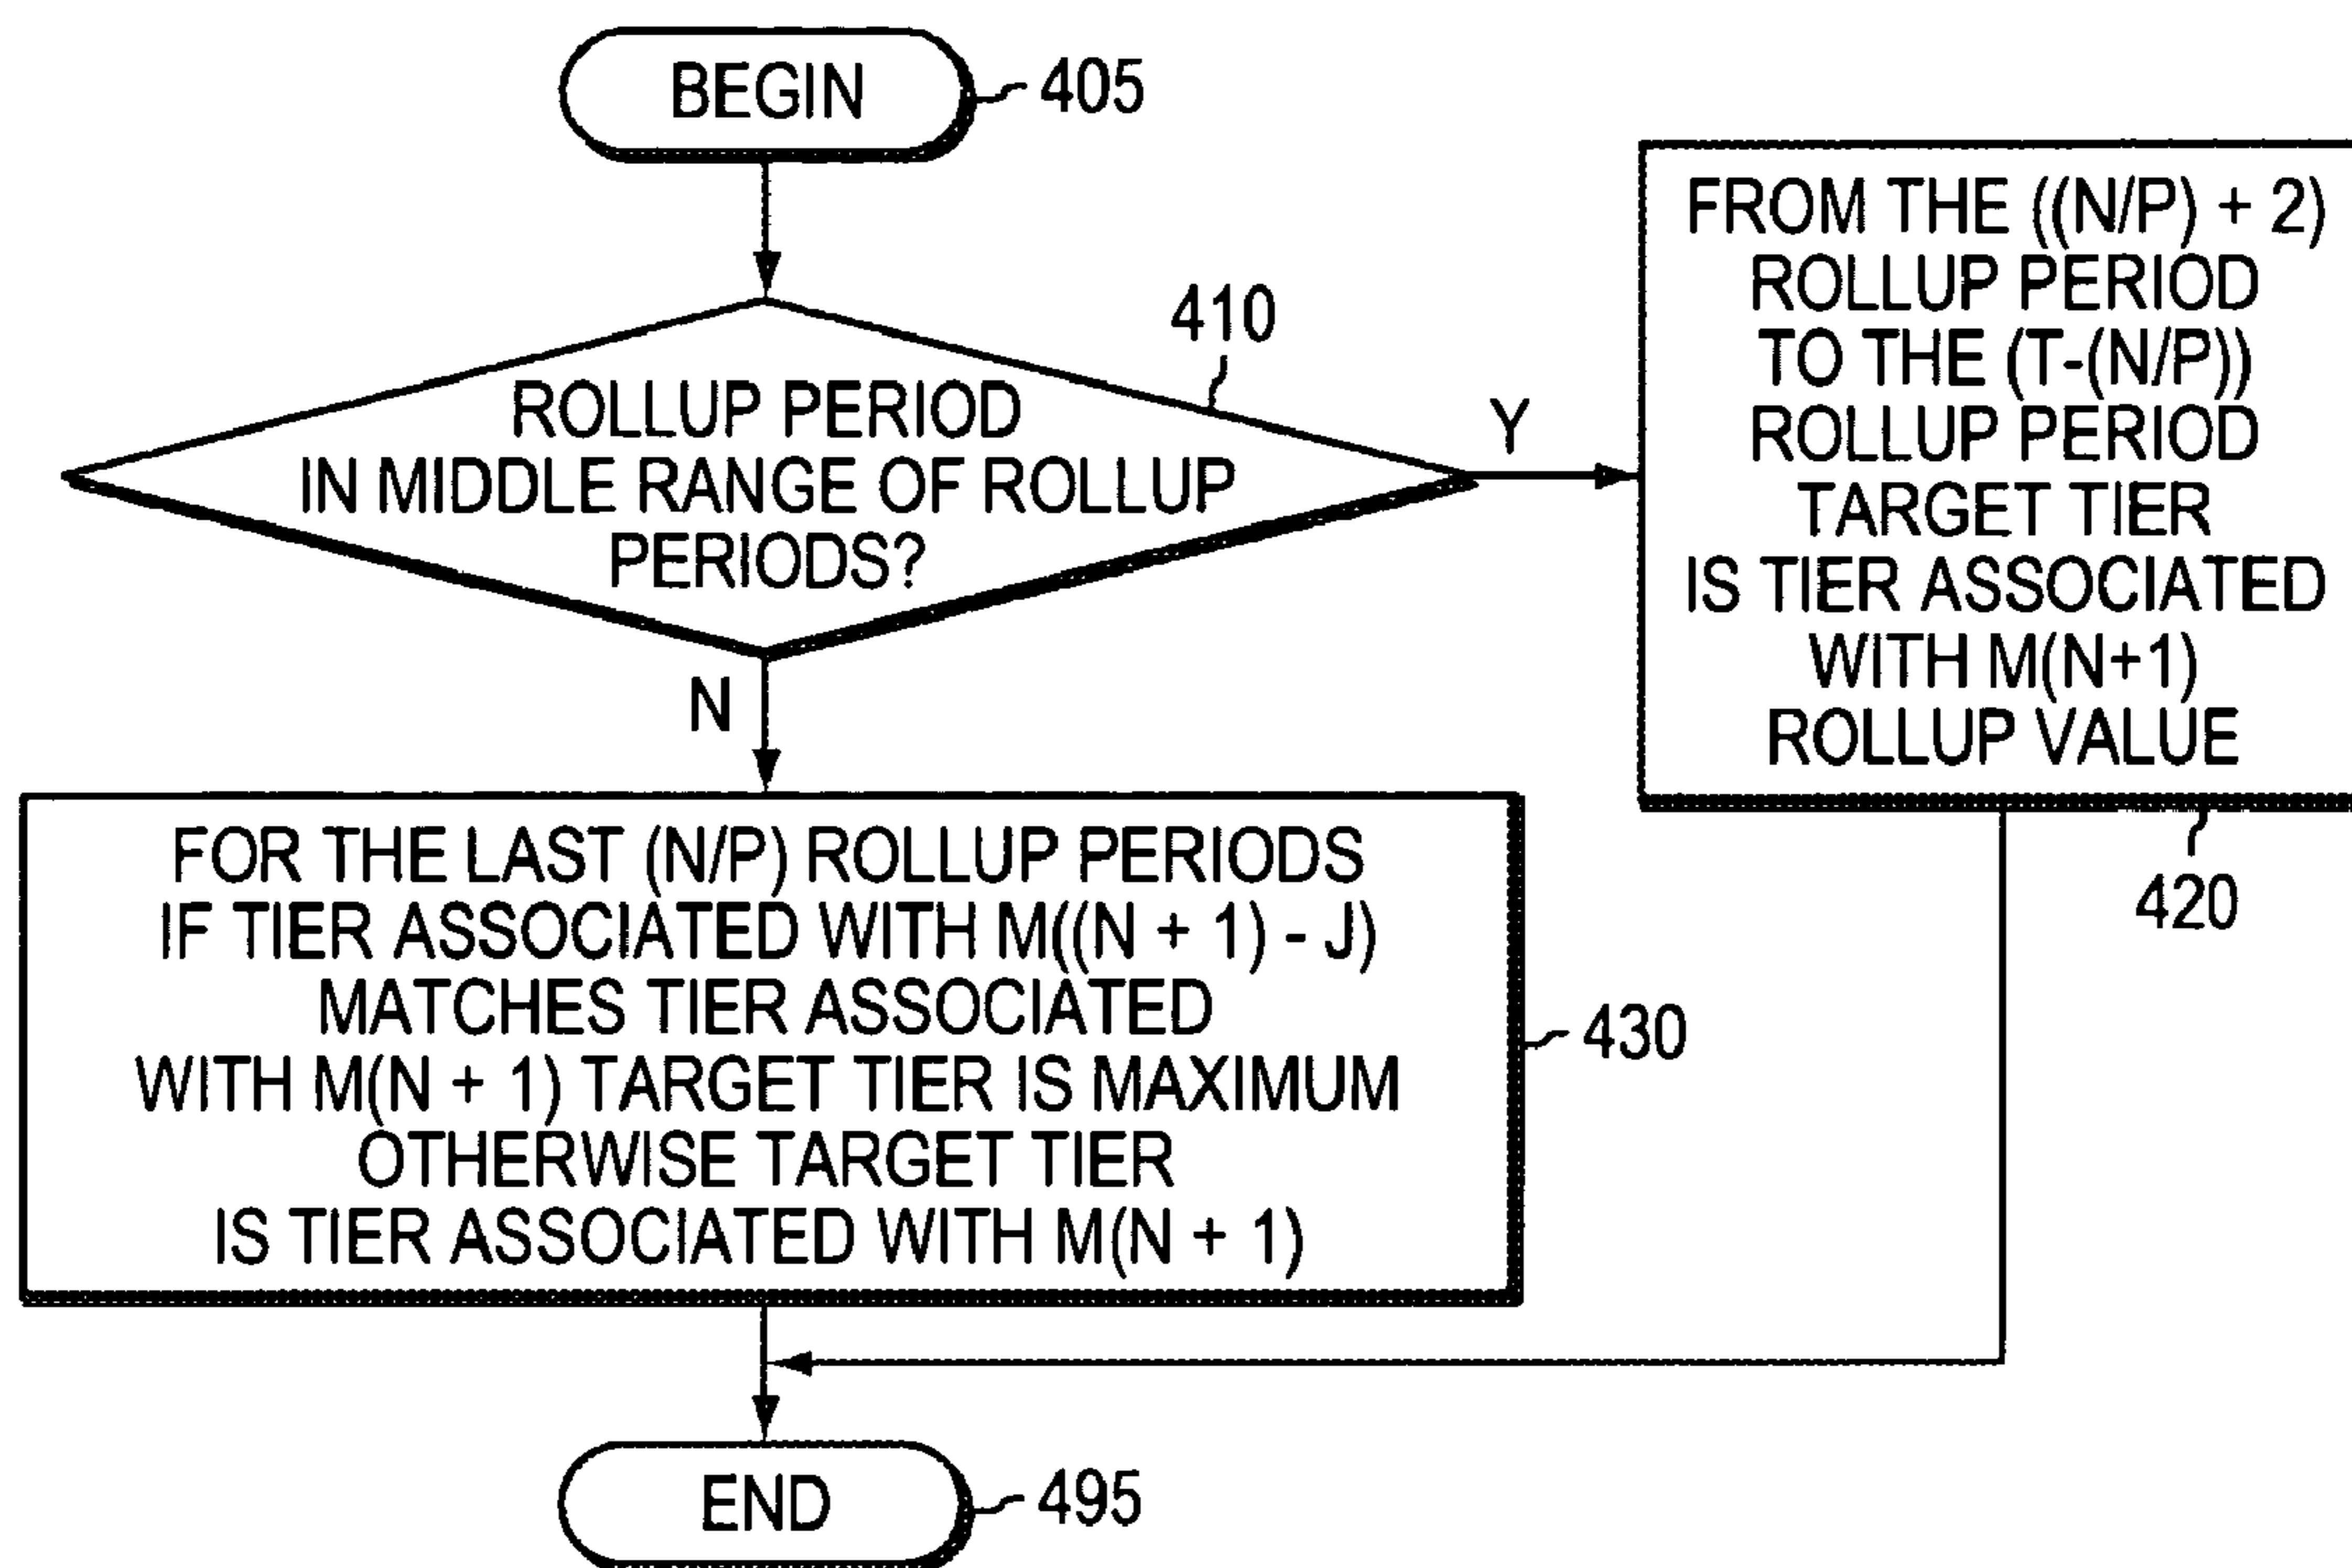 BEGIN
405
410
ROLLUP PERIOD
IN MIDDLE RANGE OF ROLLUP
PERIODS?
Y
N
FROM THE ((N/P) + 2)
ROLLUP PERIOD
TO THE (T-(N/P))
ROLLUP PERIOD
TARGET TIER
IS TIER ASSOCIATED
WITH M(N+1)
ROLLUP VALUE
420
FOR THE LAST (N/P) ROLLUP PERIODS
IF TIER ASSOCIATED WITH M((N + 1) - J)
MATCHES TIER ASSOCIATED
WITH M(N + 1) TARGET TIER IS MAXIMUM
OTHERWISE TARGET TIER
IS TIER ASSOCIATED WITH M(N + 1)
430
END
495